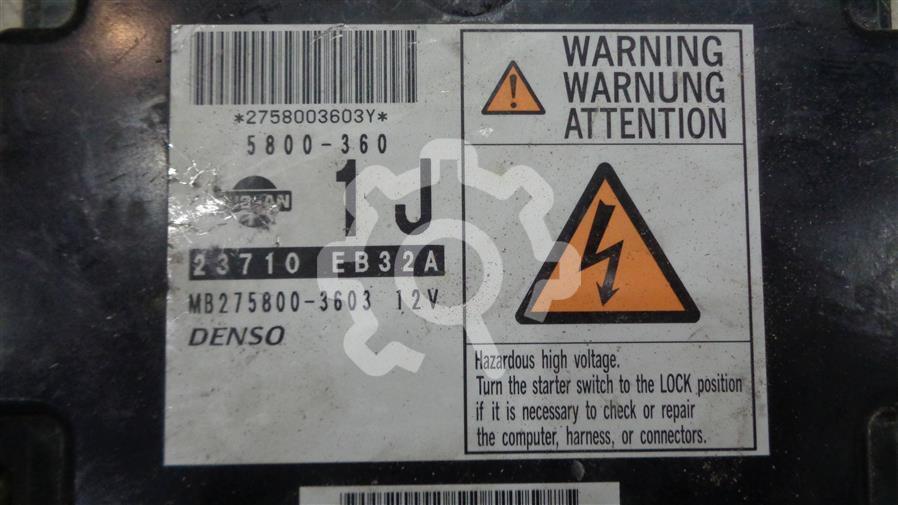 *2758003603Y*
5800-360
1J
23710 EB32A
MB275800-3603 12V
DENSO
WARNING
WARNUNG
ATTENTION
Hazardous high voltage.
Turn the starter switch to the LOCK position
if it is necessary to check or repair
the computer, harness, or connectors.